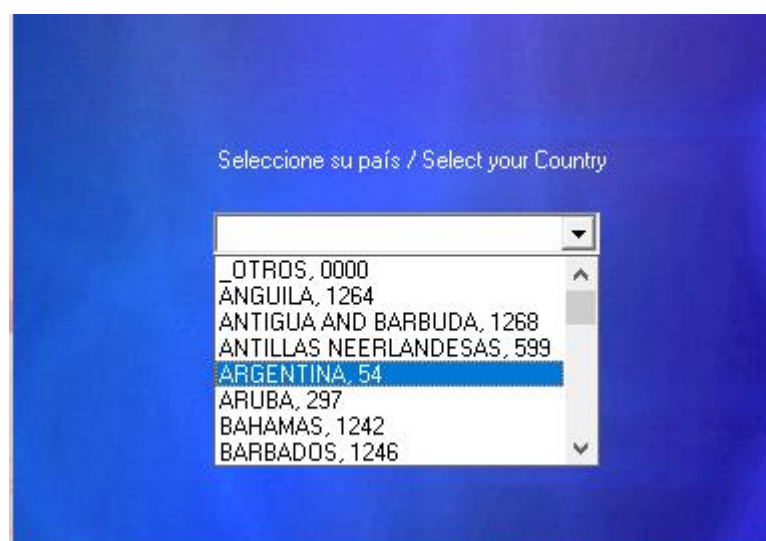 Seleccione su país / Select your Country
_OTROS, 0000
ANGUILA, 1264
ANTIGUA AND BARBUDA, 1268
ANTILLAS NEERLANDESAS, 599
ARGENTINA, 54
ARUBA, 297
BAHAMAS, 1242
BARBADOS, 1246